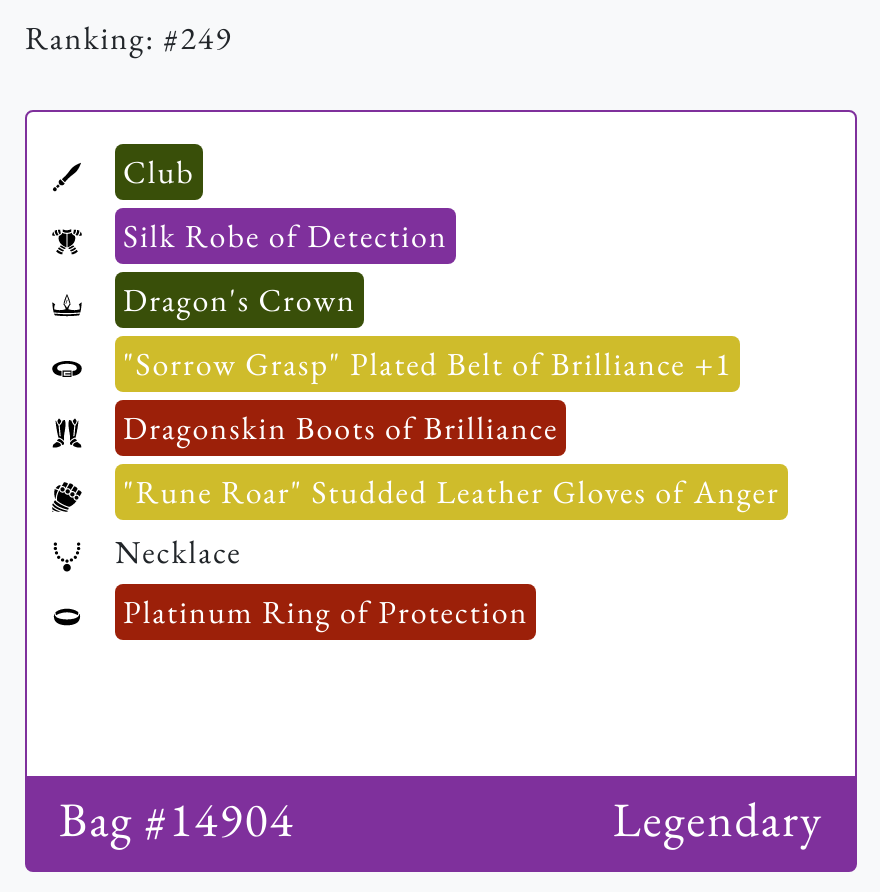 Ranking: #249
Club
Silk Robe of Detection
Dragon's Crown
"Sorrow Grasp" Plated Belt of Brilliance +1
Dragonskin Boots of Brilliance
"Rune Roar" Studded Leather Gloves of Anger
Necklace
Platinum Ring of Protection
Bag #14904 Legendary